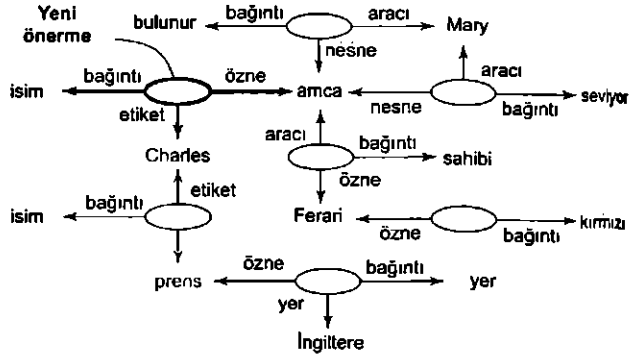 Yeni
önerme
bulunur
bağıntı
aracı
Mary
nesne
isim
bağıntı
özne
amca
nesne
aracı
bağıntı
seviyor
etiket
Charles
aracı
bağıntı
sahibi
özne
isim
bağıntı
etiket
Ferari
özne
bağıntı
kırmızı
prens
özne
bağıntı
yer
yer
İngiltere